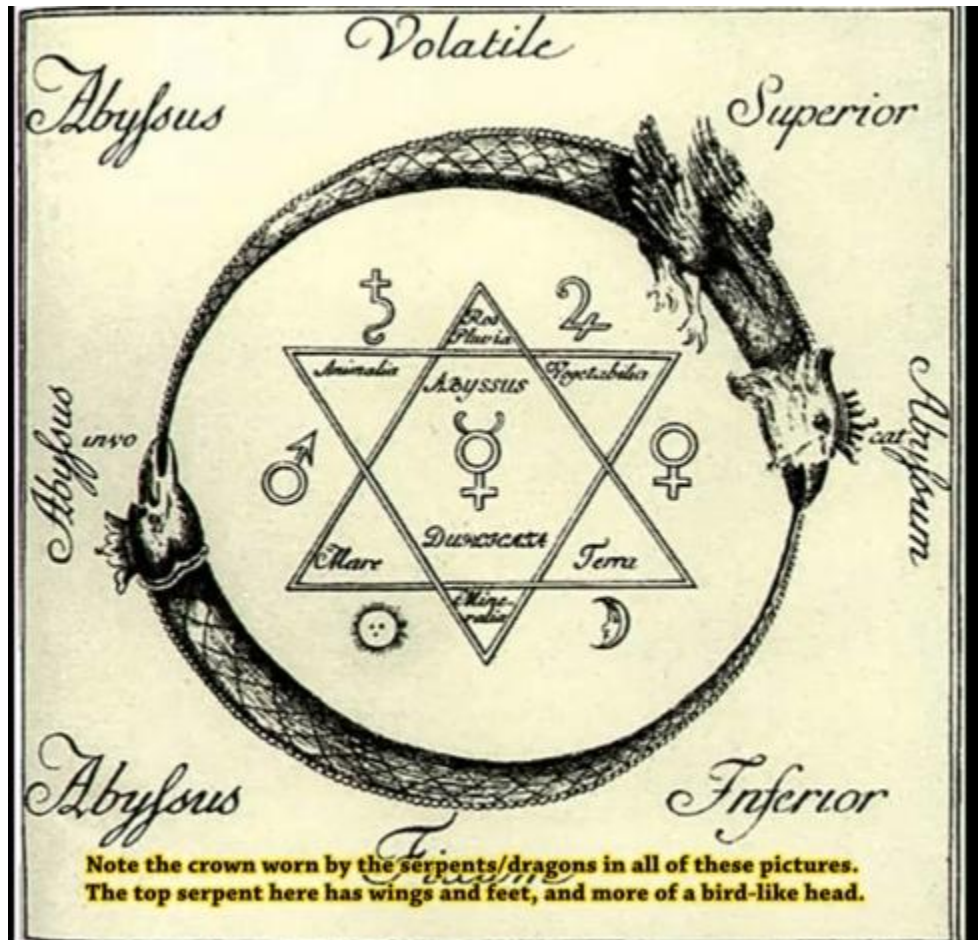 Volatile
Abyſsus
Superior
Ros
Pluvia
Animalia
Vegetabilia
ABYSSUS
Abyſsus
invo
cat
Abyſsum
DUPLICATA
Mare
Terra
Mine-
ralia
Abyſsus
Inferior
Note the crown worn by the serpents/dragons in all of these pictures.
The top serpent here has wings and feet, and more of a bird-like head.